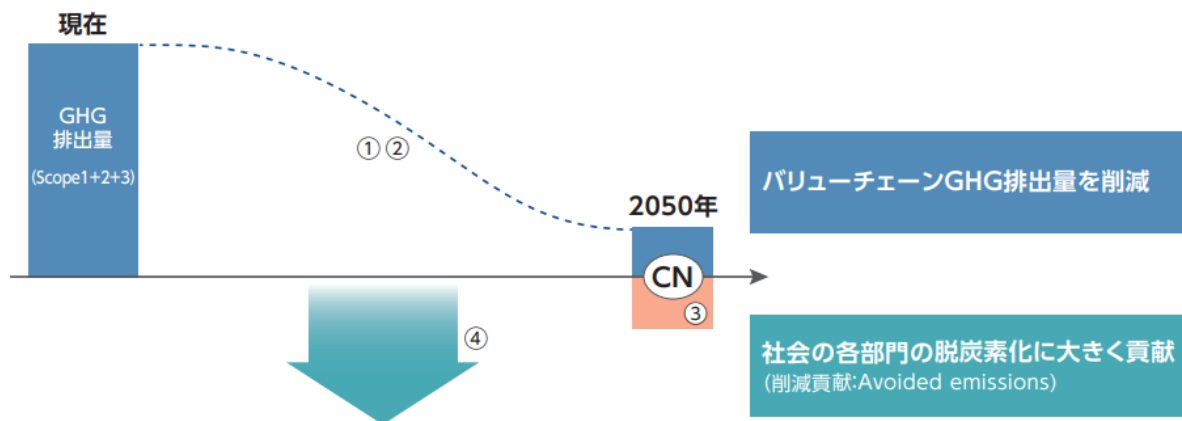 現在
GHG
排出量
(Scope1+2+3)
①②
2050年
CN
③
④
バリューチェーンGHG排出量を削減
社会の各部門の脱炭素化に大きく貢献
(削減貢献:Avoided emissions)